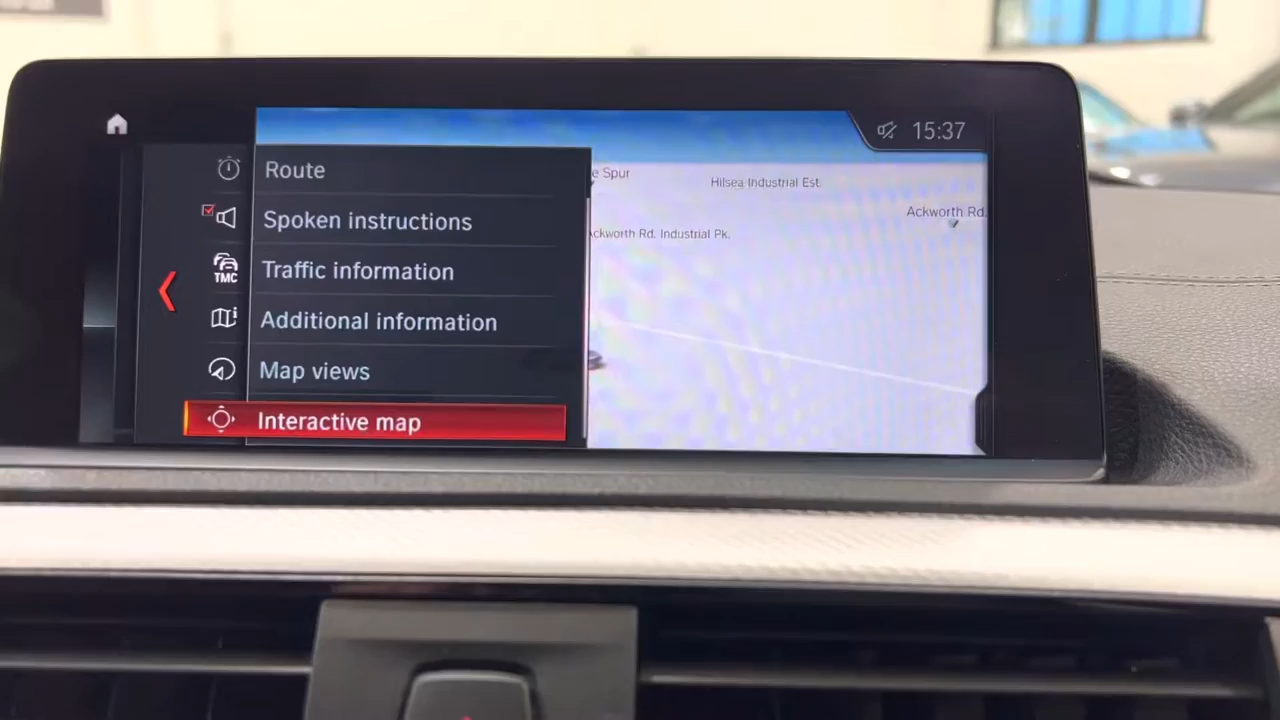 15:37
Route
Spoken instructions
TMC
Traffic information
Additional information
Map views
Interactive map
e Spur
Hilsea Industrial Est.
Ackworth Rd.
ckworth Rd. Industrial Pk.